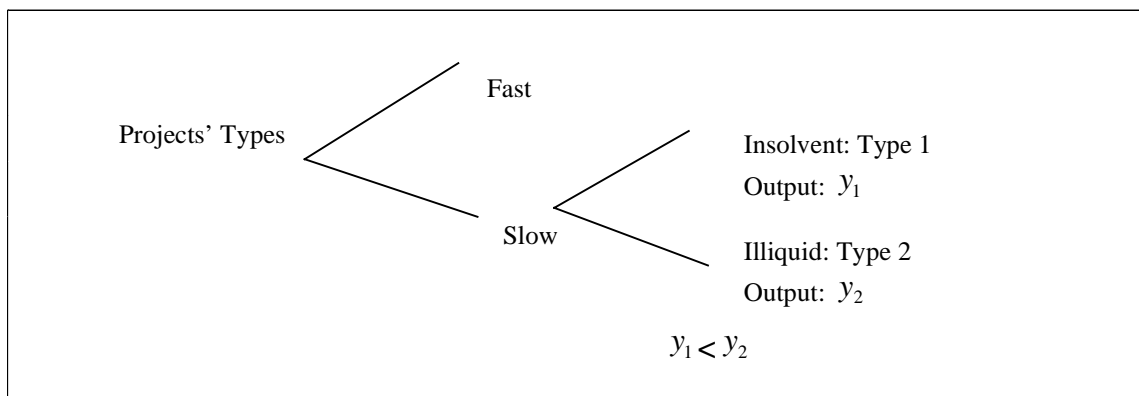 Fast
Projects’ Types
Insolvent: Type 1
Output: y₁
Slow
Illiquid: Type 2
Output: y₂
y₁ < y₂